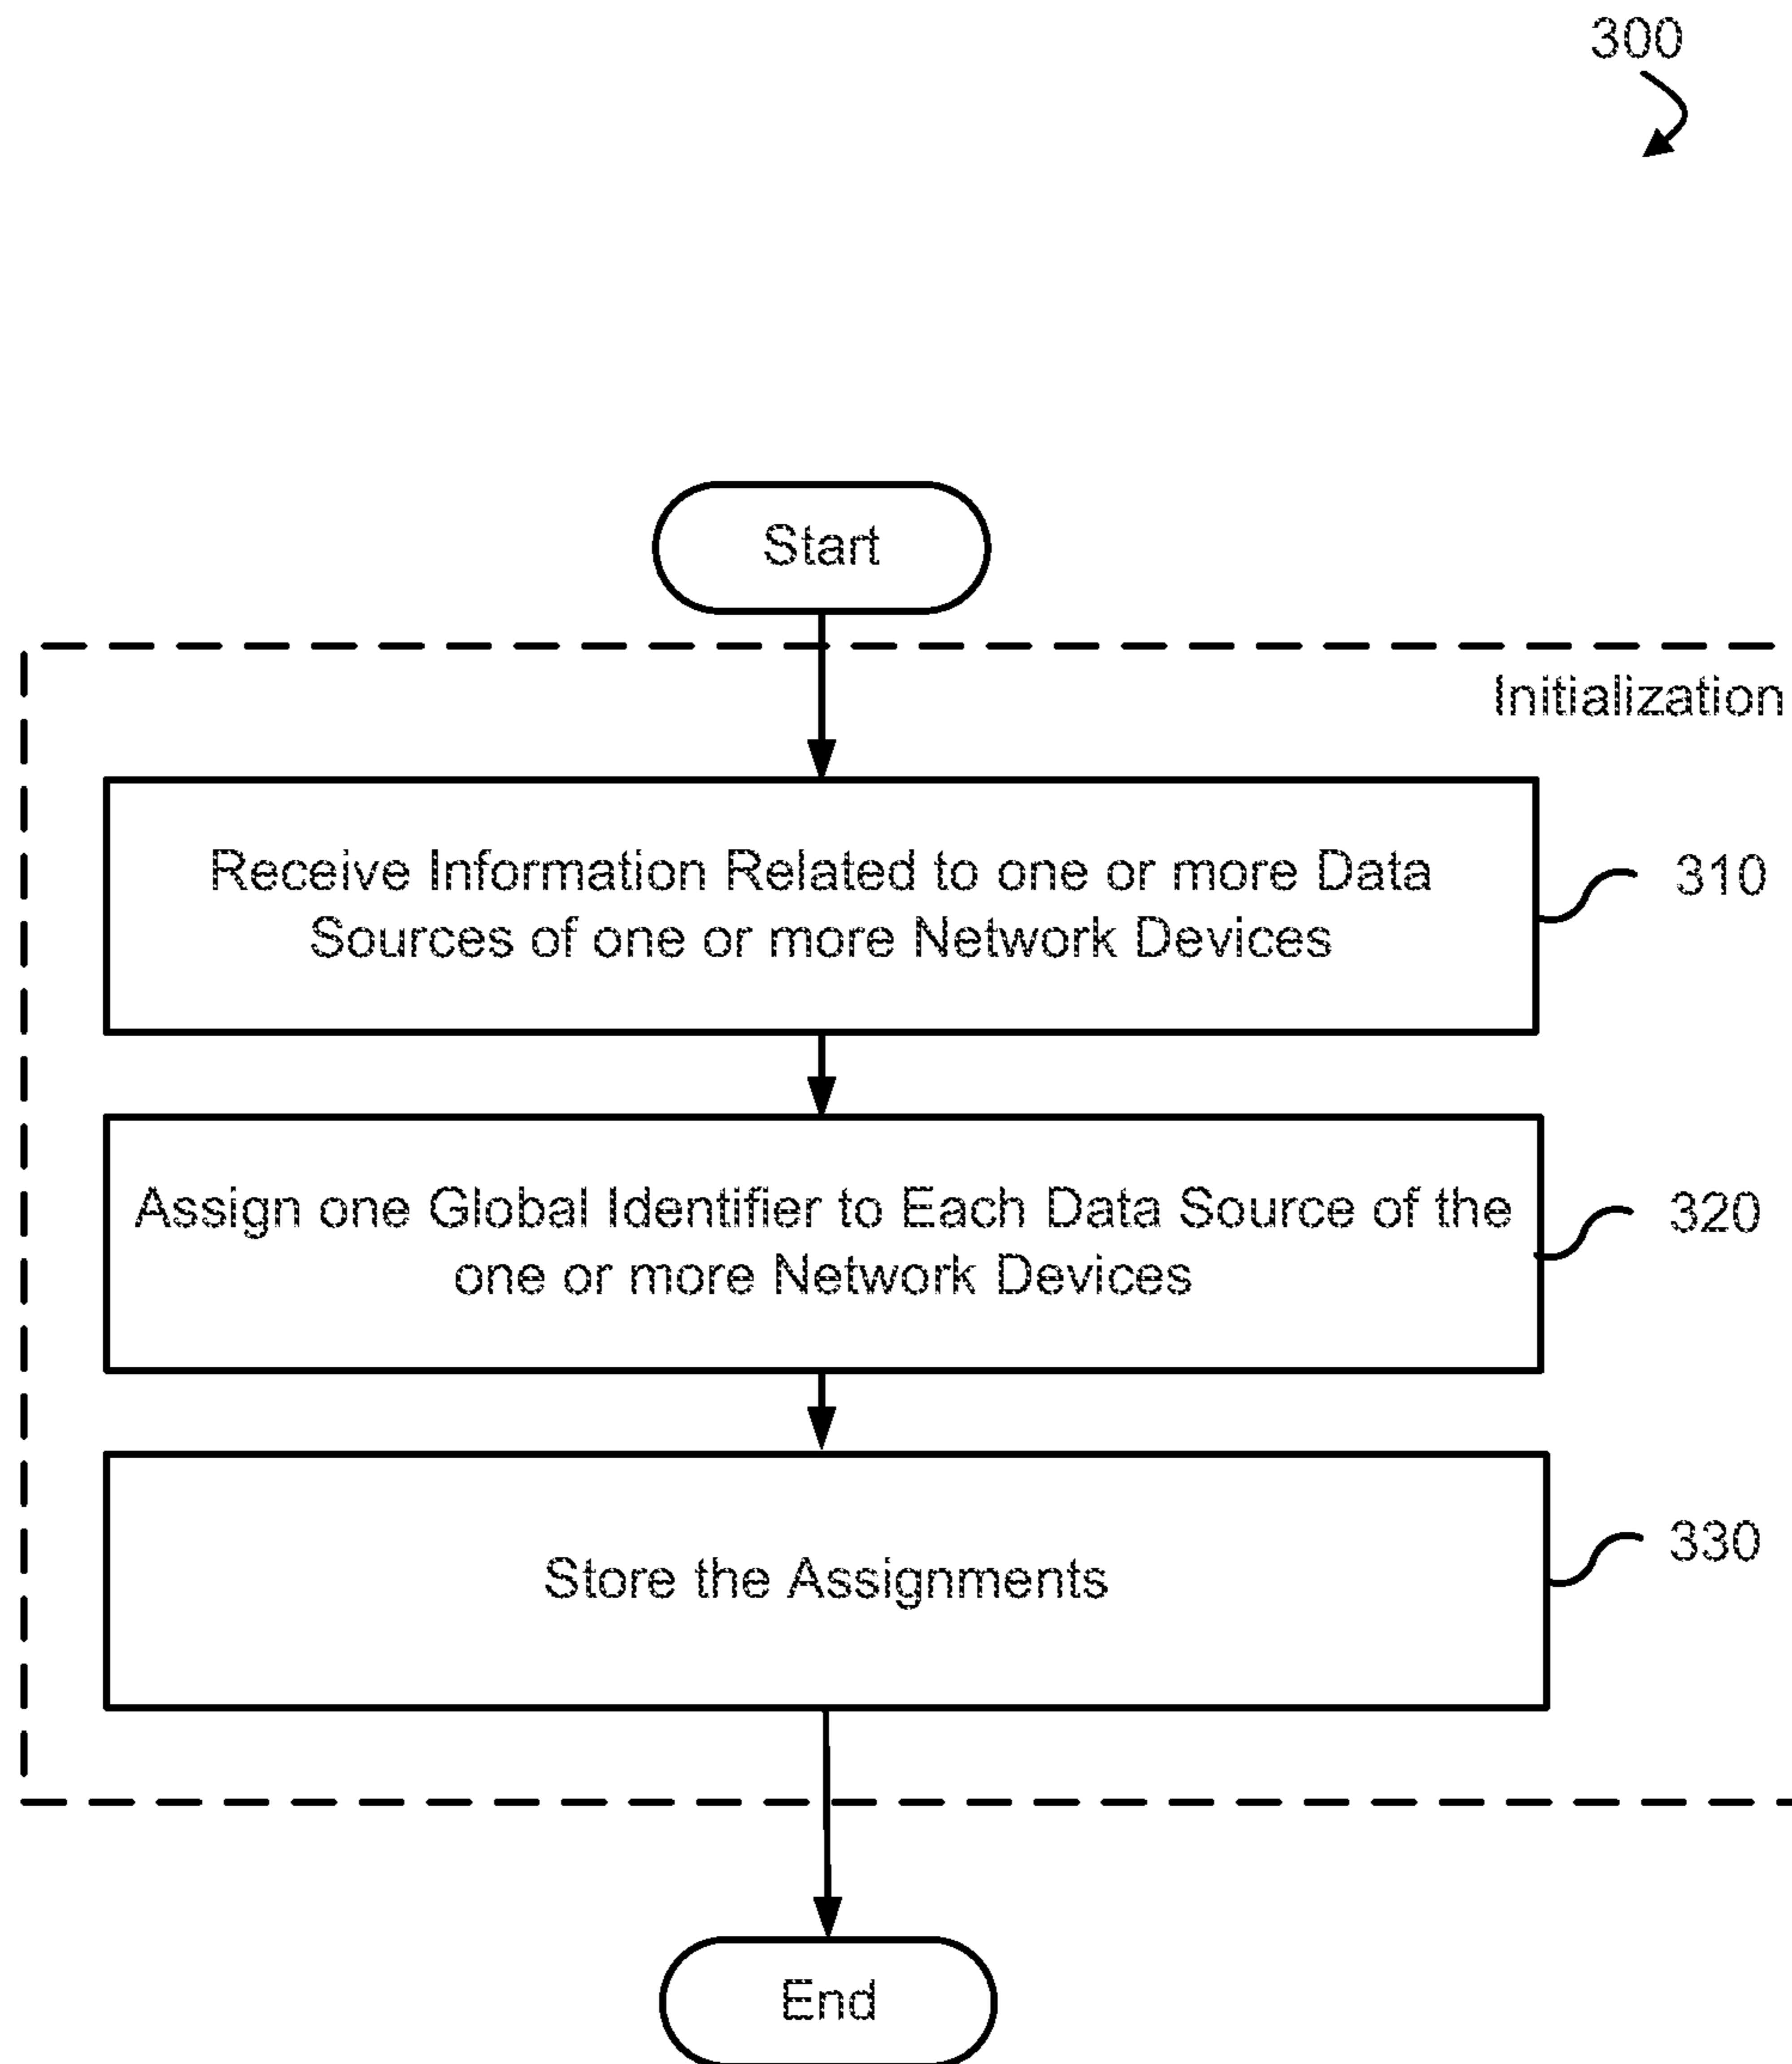 300
Start
Initialization
Receive Information Related to one or more Data
Sources of one or more Network Devices
310
Assign one Global Identifier to Each Data Source of the
one or more Network Devices
320
Store the Assignments
330
End